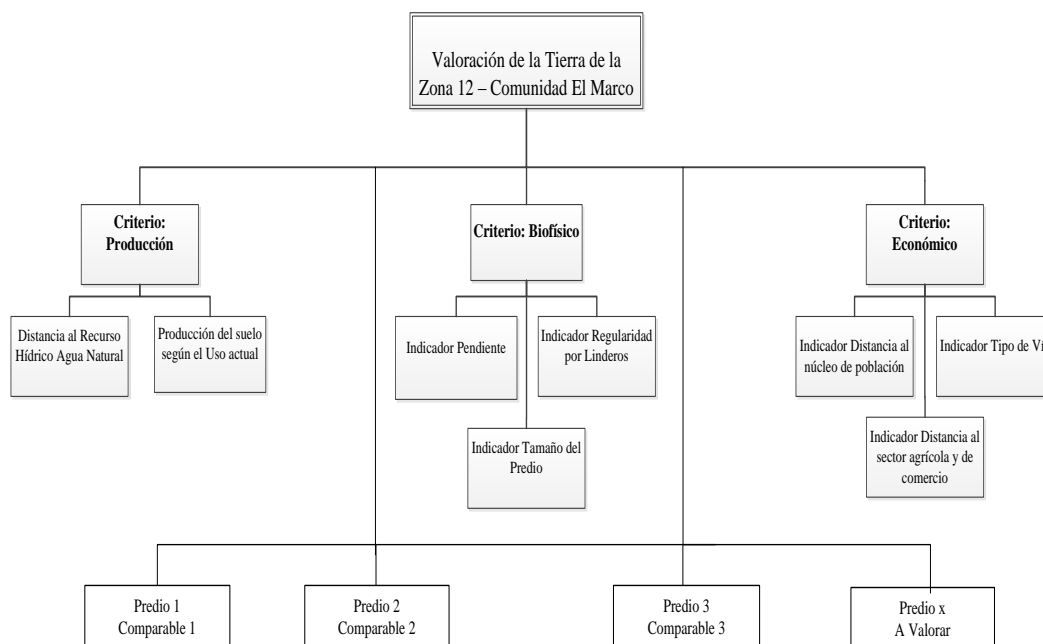 Valoración de la Tierra de la
Zona 12 – Comunidad El Marco
Criterio:
Producción
Criterio: Biofísico
Criterio:
Económico
Distancia al Recurso
Hídrico Agua Natural
Producción del suelo
según el Uso actual
Indicador Pendiente
Indicador Regularidad
por Linderos
Indicador Tamaño del
Predio
Indicador Distancia al
núcleo de población
Indicador Tipo de Ví
Indicador Distancia al
sector agrícola y de
comercio
Predio 1
Comparable 1
Predio 2
Comparable 2
Predio 3
Comparable 3
Predio x
A Valorar